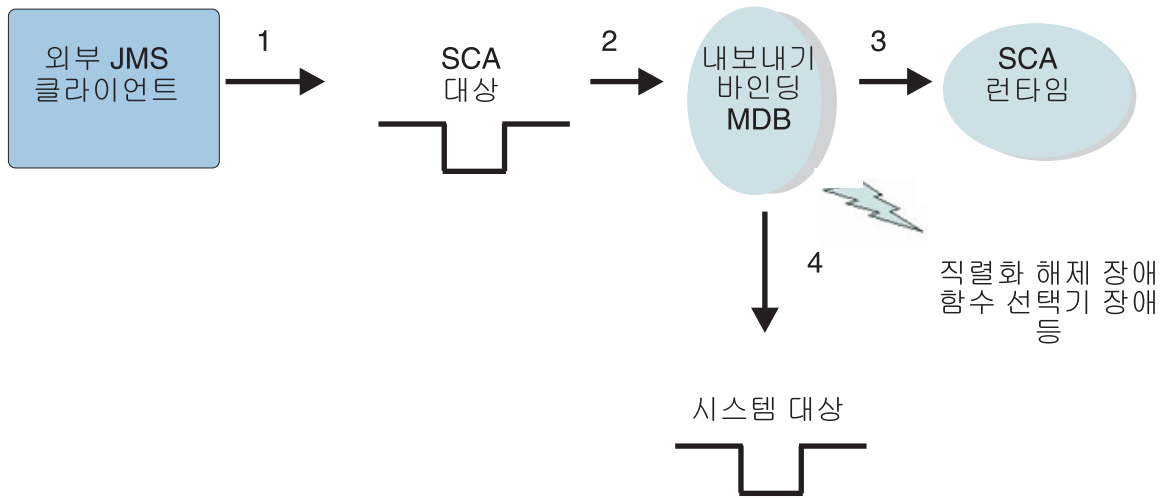 외부 JMS
클라이언트
1
SCA
대상
2
내보내기
바인딩
MDB
3
SCA
런타임
4
직렬화 해제 장애
함수 선택기 장애
등
시스템 대상